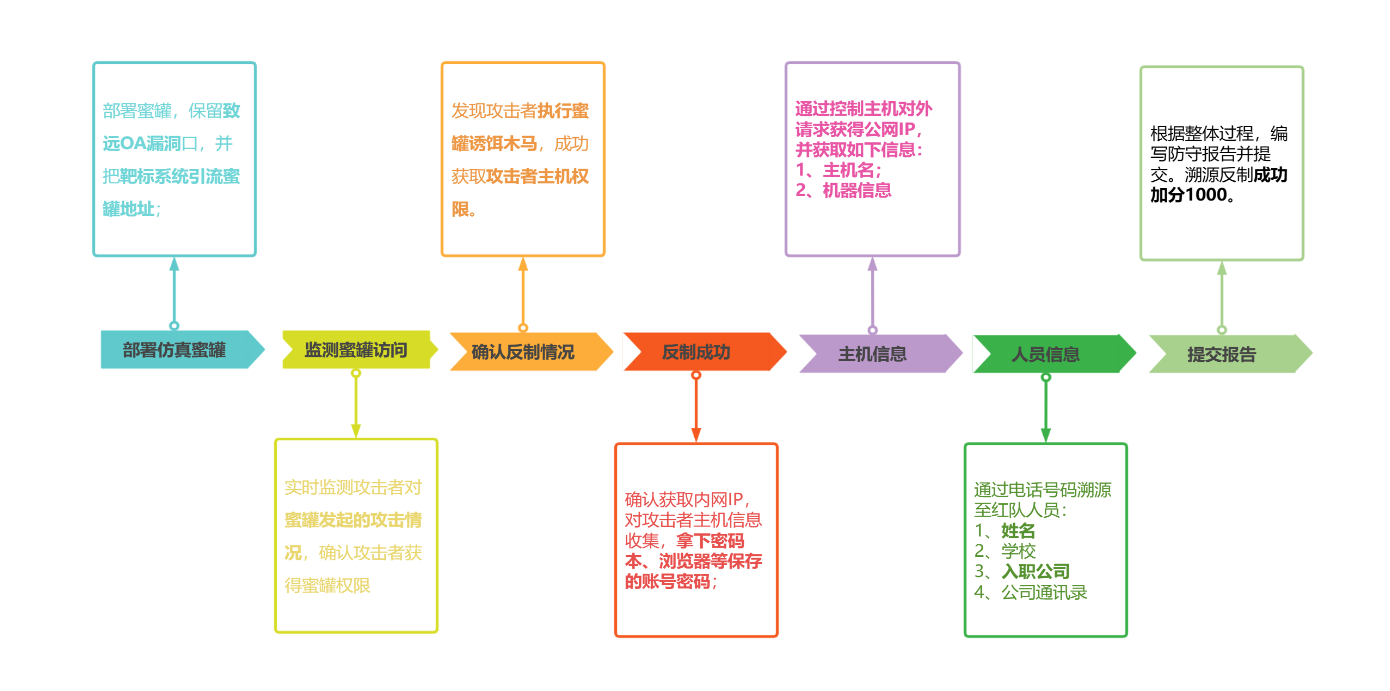 部署蜜罐，保留致
远OA漏洞口，并
把靶标系统引流蜜
罐地址；
发现攻击者执行蜜
罐诱饵木马，成功
获取攻击者主机权
限。
通过控制主机对外
请求获得公网IP，
并获取如下信息：
1、主机名；
2、机器信息
根据整体过程，编
写防守报告并提
交。溯源反制成功
加分1000。
部署仿真蜜罐
监测蜜罐访问
确认反制情况
反制成功
主机信息
人员信息
提交报告
实时监测攻击者对
蜜罐发起的攻击情
况，确认攻击者获
得蜜罐权限
确认获取内网IP，
对攻击者主机信息
收集，拿下密码
本、浏览器等保存
的账号密码；
通过电话号码溯源
至红队人员：
1、姓名
2、学校
3、入职公司
4、公司通讯录